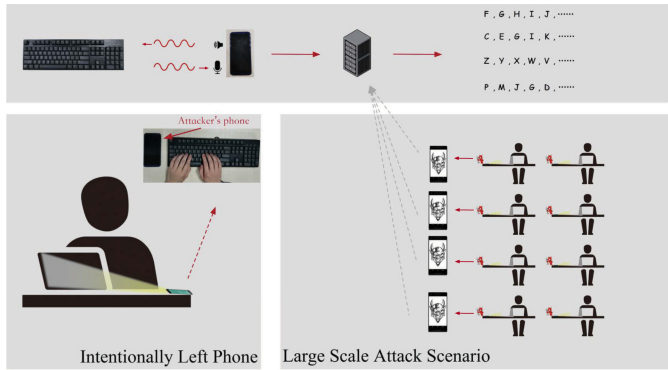 F , G , H , I , J , ······
C , E , G , I , K , ······
Z , Y , X , W , V , ······
P , M , J , G , D , ······
Attacker's phone
Intentionally Left Phone
Large Scale Attack Scenario